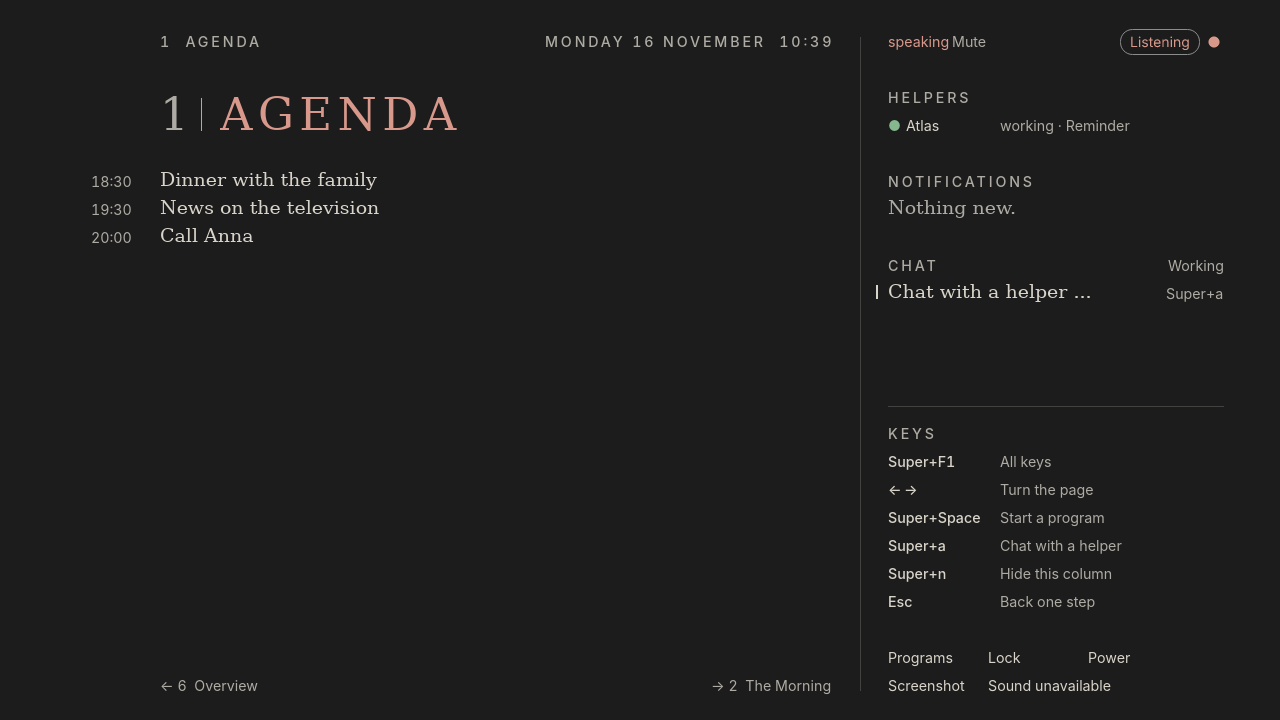 1 AGENDA
MONDAY 16 NOVEMBER 10:39
1 AGENDA
18:30 Dinner with the family
19:30 News on the television
20:00 Call Anna
← 6 Overview
→ 2 The Morning
speaking Mute Listening
HELPERS
Atlas working · Reminder
NOTIFICATIONS
Nothing new.
CHAT Working
Chat with a helper ... Super+a
KEYS
Super+F1 All keys
← → Turn the page
Super+Space Start a program
Super+a Chat with a helper
Super+n Hide this column
Esc Back one step
Programs Lock Power
Screenshot Sound unavailable